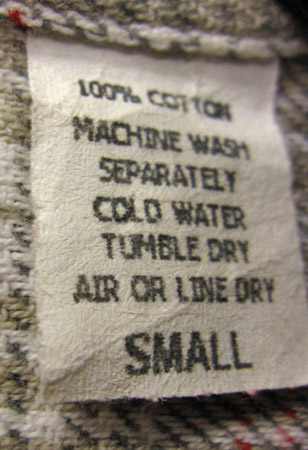 100% COTTON
MACHINE WASH
SEPARATELY
COLD WATER
TUMBLE DRY
AIR OR LINE DRY
SMALL